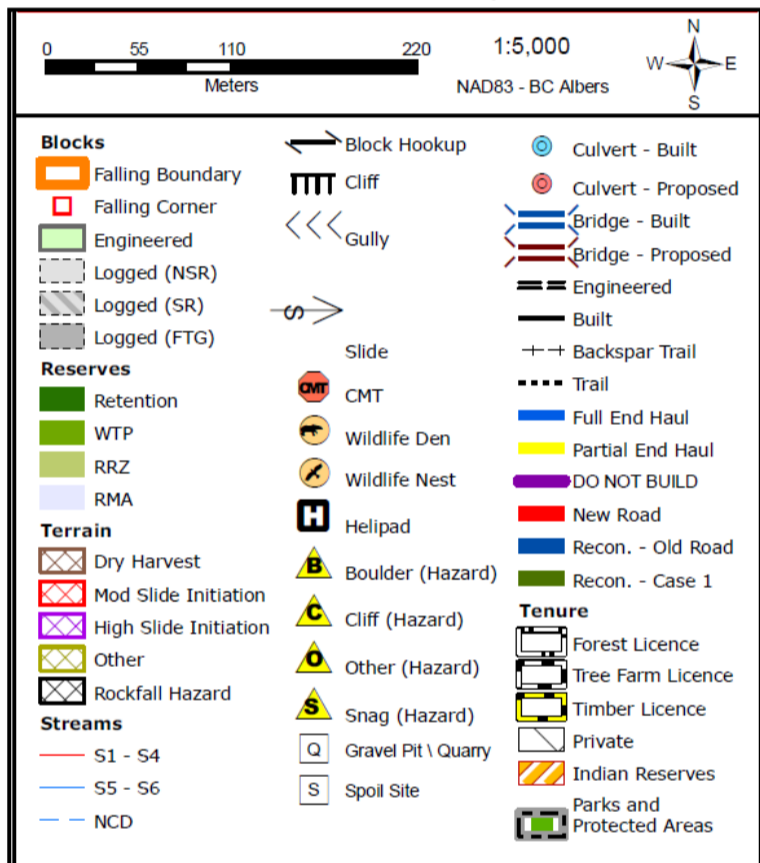 0 55 110 220
Meters
1:5,000
NAD83 - BC Albers
N
W E
S
Blocks
Falling Boundary
Falling Corner
Engineered
Logged (NSR)
Logged (SR)
Logged (FTG)
Reserves
Retention
WTP
RRZ
RMA
Terrain
Dry Harvest
Mod Slide Initiation
High Slide Initiation
Other
Rockfall Hazard
Streams
S1 - S4
S5 - S6
NCD
Block Hookup
Cliff
Gully
S
Slide
CMT CMT
Wildlife Den
Wildlife Nest
H Helipad
B Boulder (Hazard)
C Cliff (Hazard)
O Other (Hazard)
S Snag (Hazard)
Q Gravel Pit \ Quarry
S Spoil Site
Culvert - Built
Culvert - Proposed
Bridge - Built
Bridge - Proposed
Engineered
Built
Backspar Trail
Trail
Full End Haul
Partial End Haul
DO NOT BUILD
New Road
Recon. - Old Road
Recon. - Case 1
Tenure
Forest Licence
Tree Farm Licence
Timber Licence
Private
Indian Reserves
Parks and
Protected Areas